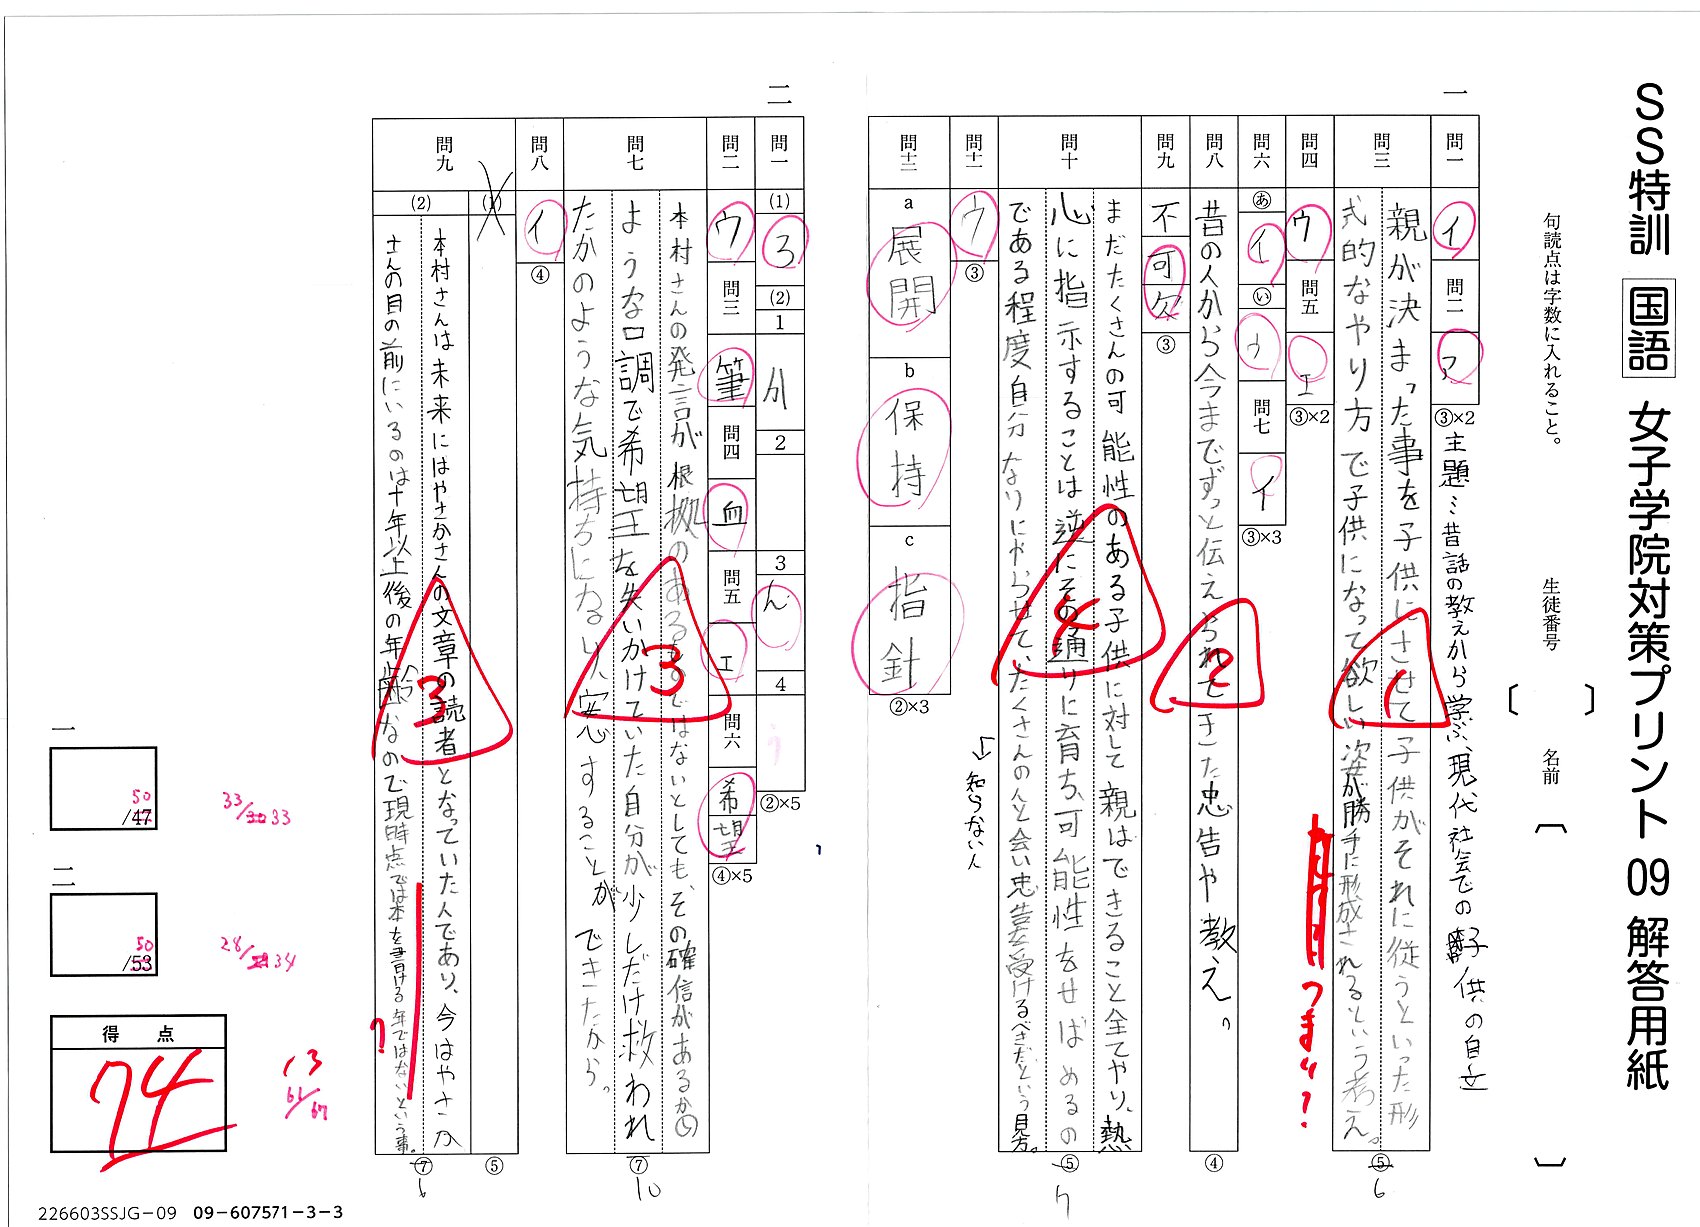 SS特訓 国語 女子学院対策プリント 09 解答用紙
句読点は字数に入れること。
生徒番号
〔 〕
名前
〔 〕
一
問一
イ
問二
ア
③×2
主題…昔話の教えから学ぶ、現代社会での子供の自立
問三
親が決まった事を子供にさせて子供がそれに従うといった形
式的なやり方で子供になって欲しい姿が勝手に形成されるという考え。
1
⑤
6
つまり?
問四
ウ
問五
エ
③×2
問六
あ
イ
い
ウ
問七
イ
③×3
問八
昔の人から今までずっと伝えられてきた忠告や教え。
2
④
問九
不可欠
③
問十
まだたくさんの可能性のある子供に対して親はできること全てやり、熱
心に指示することは逆にその通りに育ち、可能性をせばめるの
である程度自分なりにやらせて、たくさんの人と会い忠告を受けるべきだという見方。
4
⑤
7
知らない人
問十一
ウ
③
問十二
a
展開
b
保持
c
指針
②×3
二
問一
(1)
ろ
(2)
1
か
2
3
ん
4
②×5
問二
ウ
問三
筆
問四
血
問五
エ
問六
希望
④×5
問七
本村さんの発言が根拠のあるものではないとしても、その確信があるかの
ような口調で希望を失いかけていた自分が少しだけ救われ
たかのような気持ちになり、安心することができたから。
3
⑦
10
問八
イ
④
問九
(1)
⑤
(2)
本村さんは未来にはやさかさんの文章の読者となっていた人であり、今はやさか
さんの目の前にいるのは十年以上後の年齢なので現時点では本を書ける年ではないという事。
3
?
⑦
6
一
50
/47
33/30 33
二
50
/53
28/ 34
得点
74
13
61/67
226603SSJG-09 09-607571-3-3